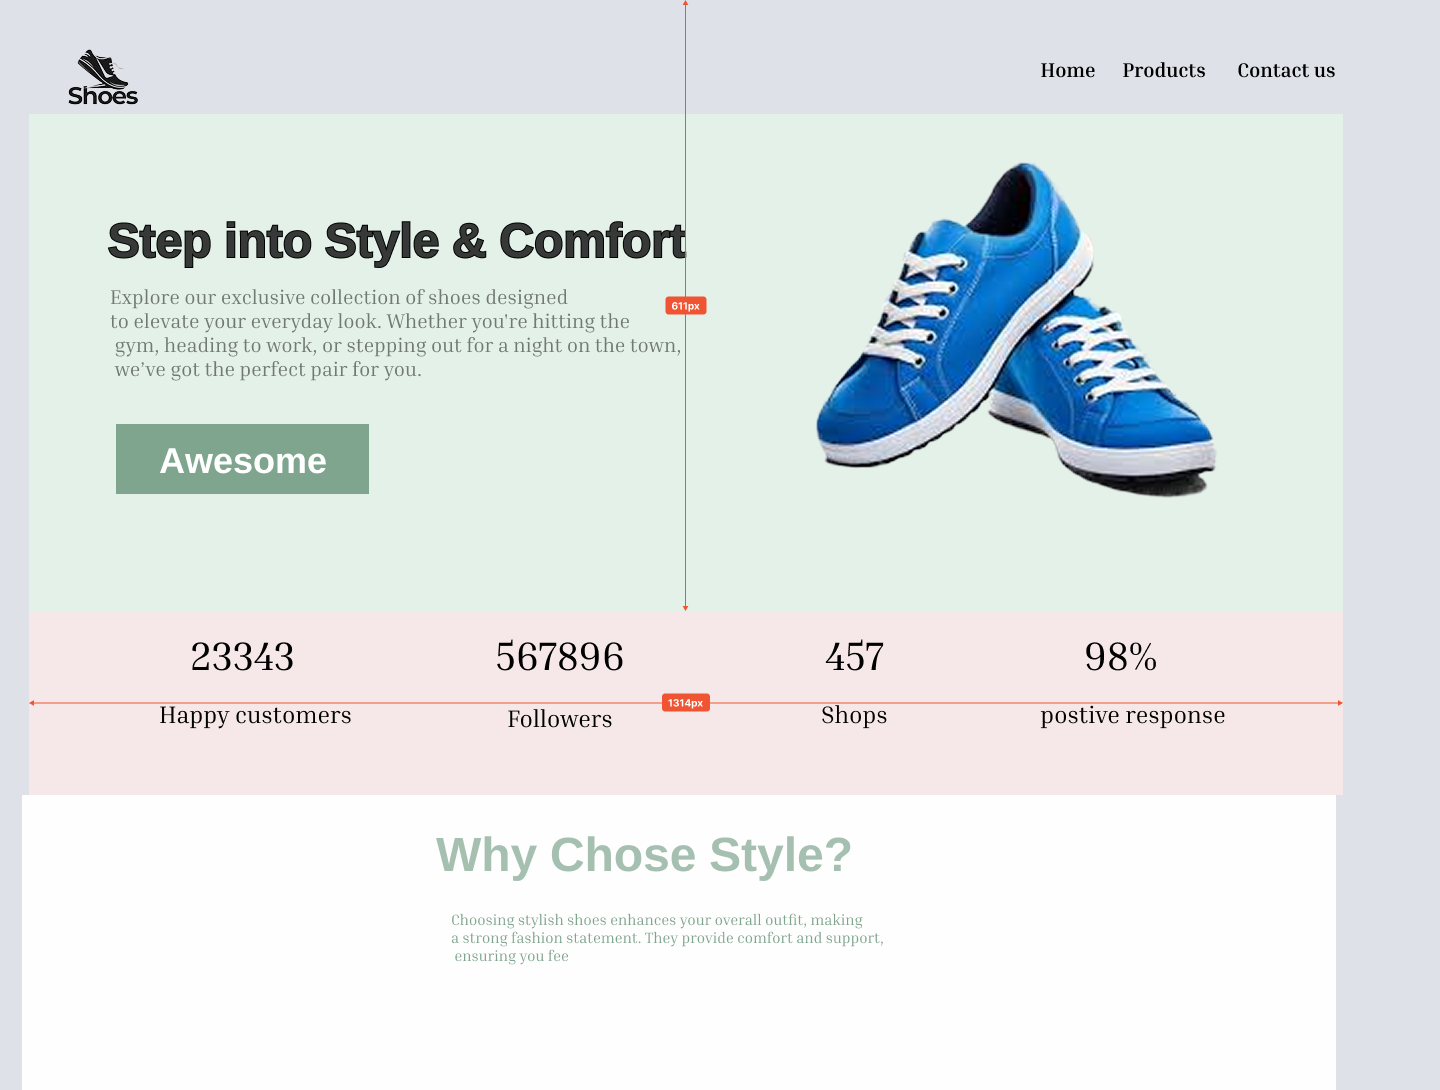 Shoes
Home Products Contact us
Step into Style & Comfort
Explore our exclusive collection of shoes designed
to elevate your everyday look. Whether you're hitting the
gym, heading to work, or stepping out for a night on the town,
we’ve got the perfect pair for you.
611px
Awesome
23343 567896 457 98%
1314px
Happy customers Followers Shops postive response
Why Chose Style?
Choosing stylish shoes enhances your overall outfit, making
a strong fashion statement. They provide comfort and support,
ensuring you fee